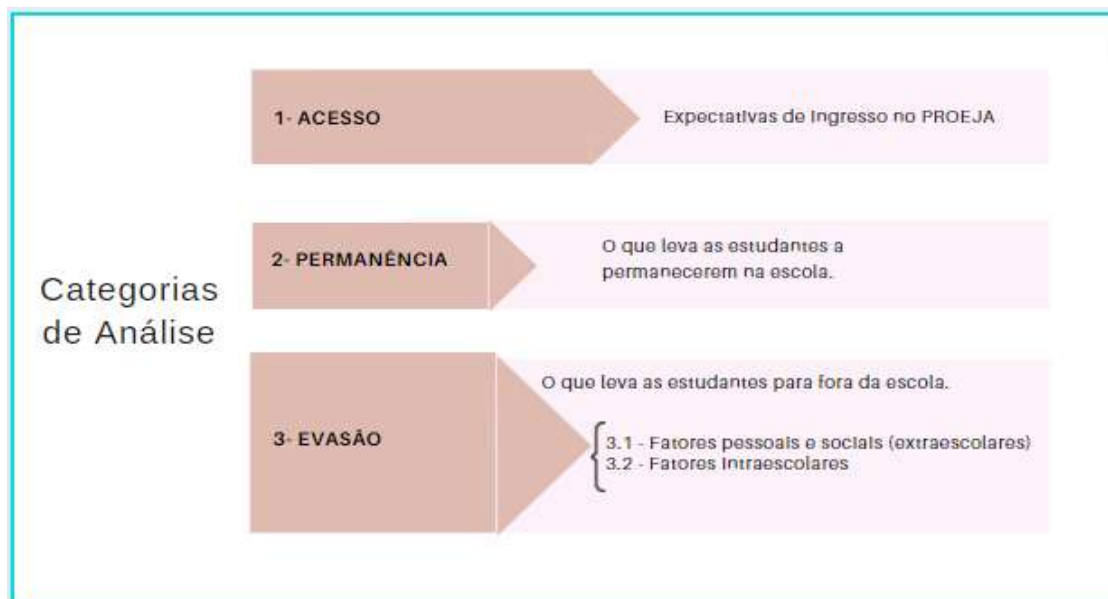 Categorias
de Análise
1- ACESSO
Expectativas de Ingresso no PROEJA
2- PERMANÊNCIA
O que leva as estudantes a
permanecerem na escola.
3- EVASÃO
O que leva as estudantes para fora da escola.
3.1 - Fatores pessoais e sociais (extraescolares)
3.2 - Fatores Intraescolares